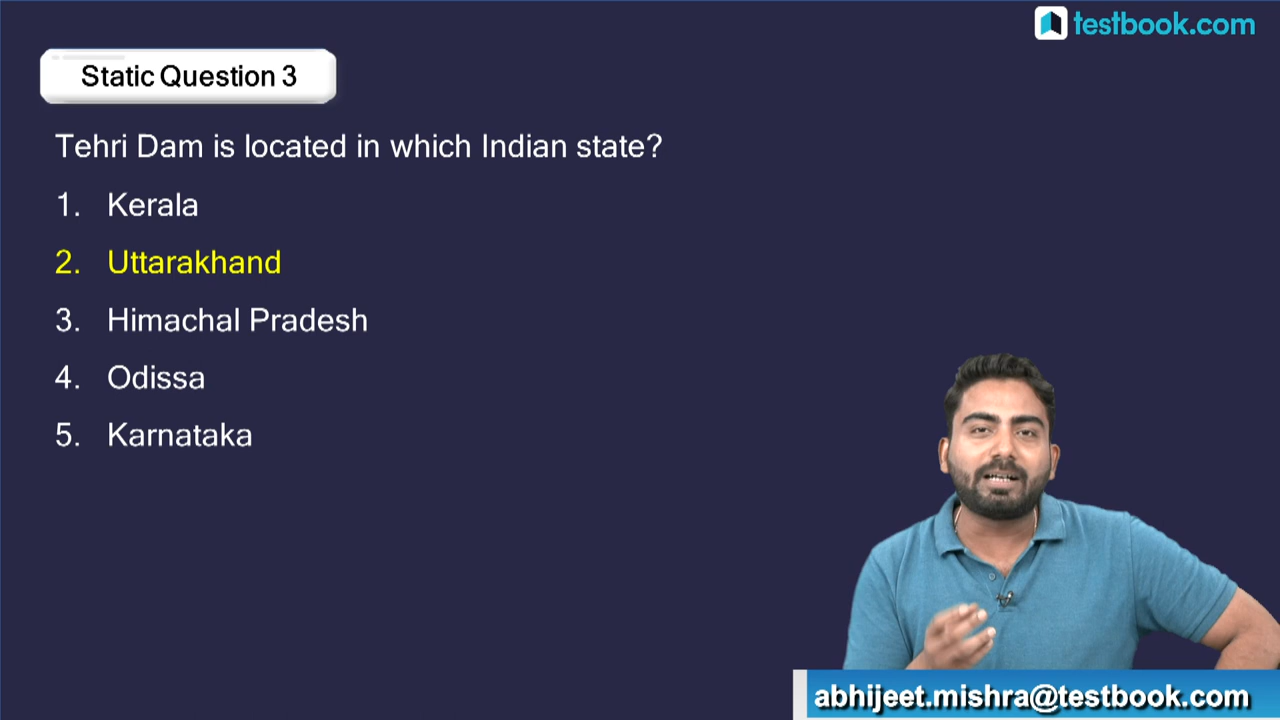 testbook.com
Static Question 3
Tehri Dam is located in which Indian state?
1. Kerala
2. Uttarakhand
3. Himachal Pradesh
4. Odissa
5. Karnataka
abhijeet.mishra@testbook.com